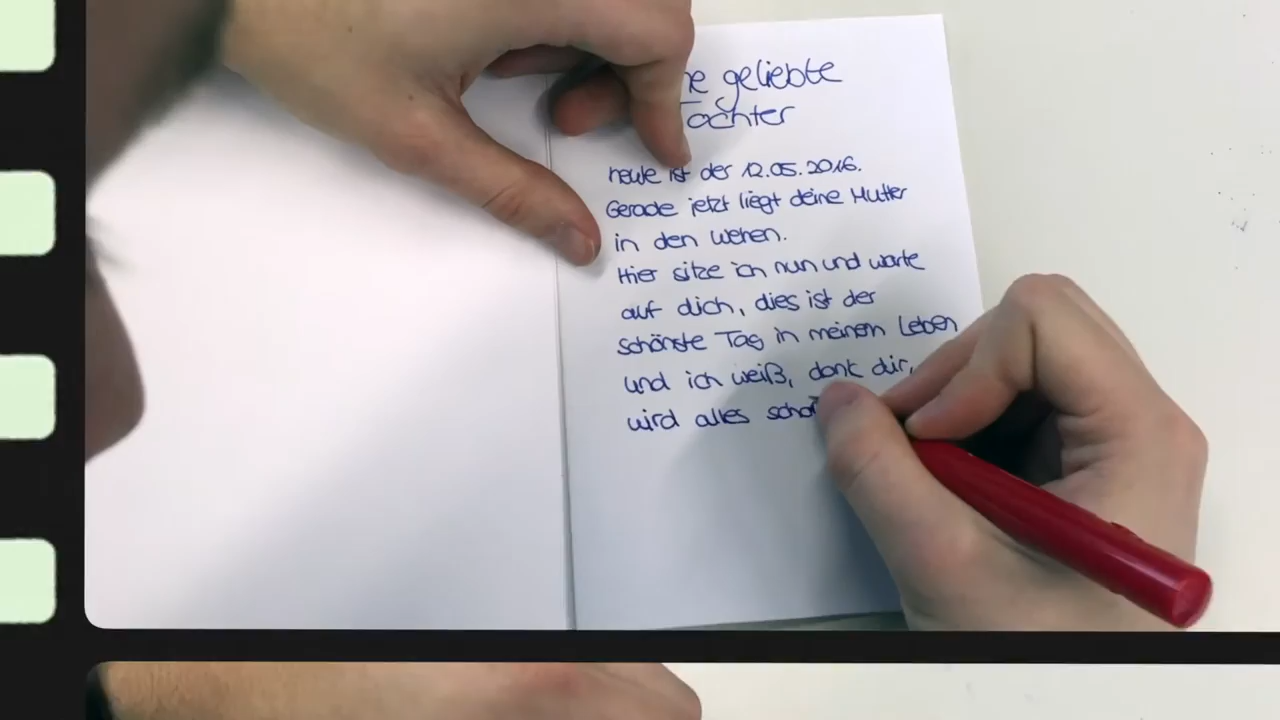 geliebte
Tochter
heute ist der 12.05.2016.
Gerade jetzt liegt deine Mutter
in den Wehen.
Hier sitze ich nun und warte
auf dich, dies ist der
schönste Tag in meinem Leben
und ich weiß, dank dir,
wird alles